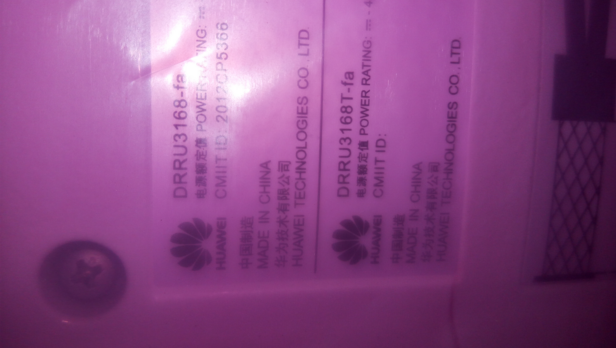 DRRU3168-fa
电源额定值 POWER RATING:
CMIIT ID: 2012CP5366
HUAWEI
中国制造
MADE IN CHINA
华为技术有限公司
HUAWEI TECHNOLOGIES CO.,LTD.
DRRU3168T-fa
电源额定值 POWER RATING: ⎓ - 4
CMIIT ID:
HUAWEI
中国制造
MADE IN CHINA
华为技术有限公司
HUAWEI TECHNOLOGIES CO.,LTD.